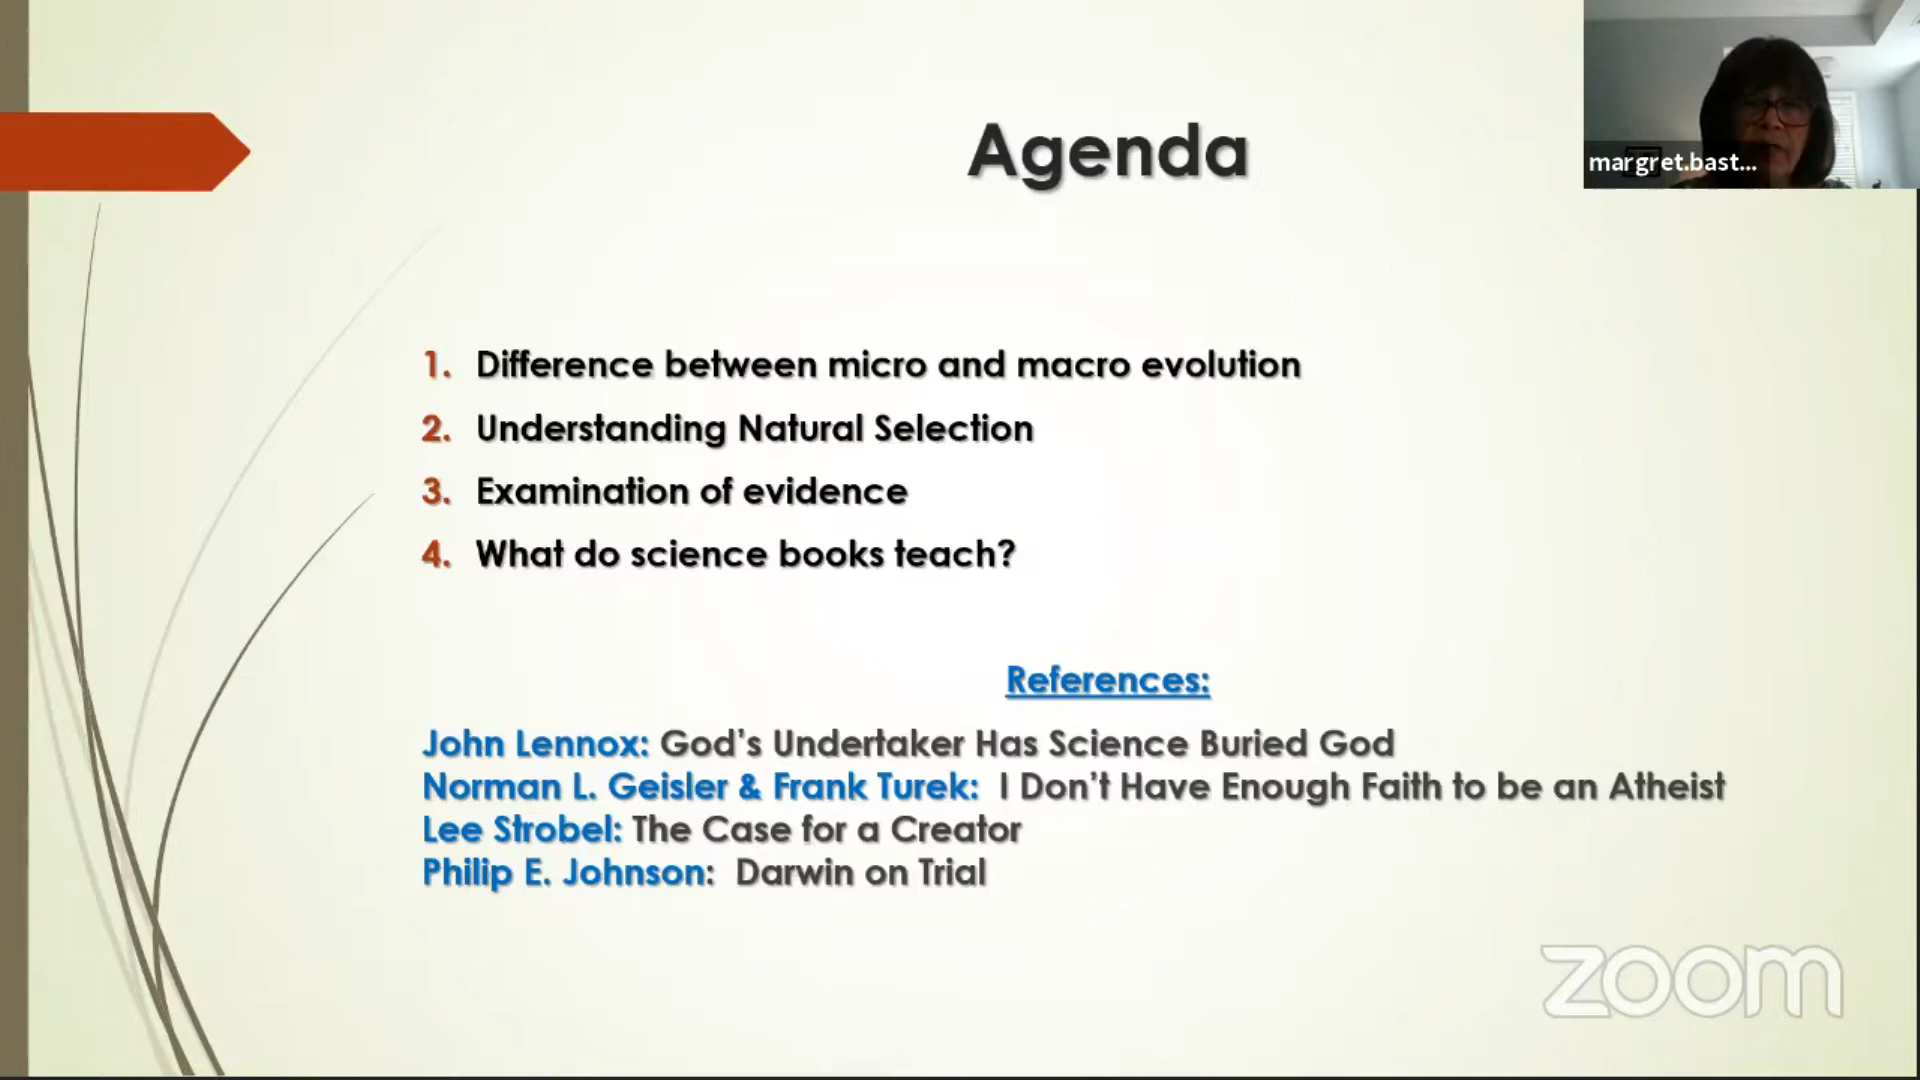 Agenda
margret.bast...
1. Difference between micro and macro evolution
2. Understanding Natural Selection
3. Examination of evidence
4. What do science books teach?
References:
John Lennox: God’s Undertaker Has Science Buried God
Norman L. Geisler & Frank Turek: I Don’t Have Enough Faith to be an Atheist
Lee Strobel: The Case for a Creator
Philip E. Johnson: Darwin on Trial
zoom